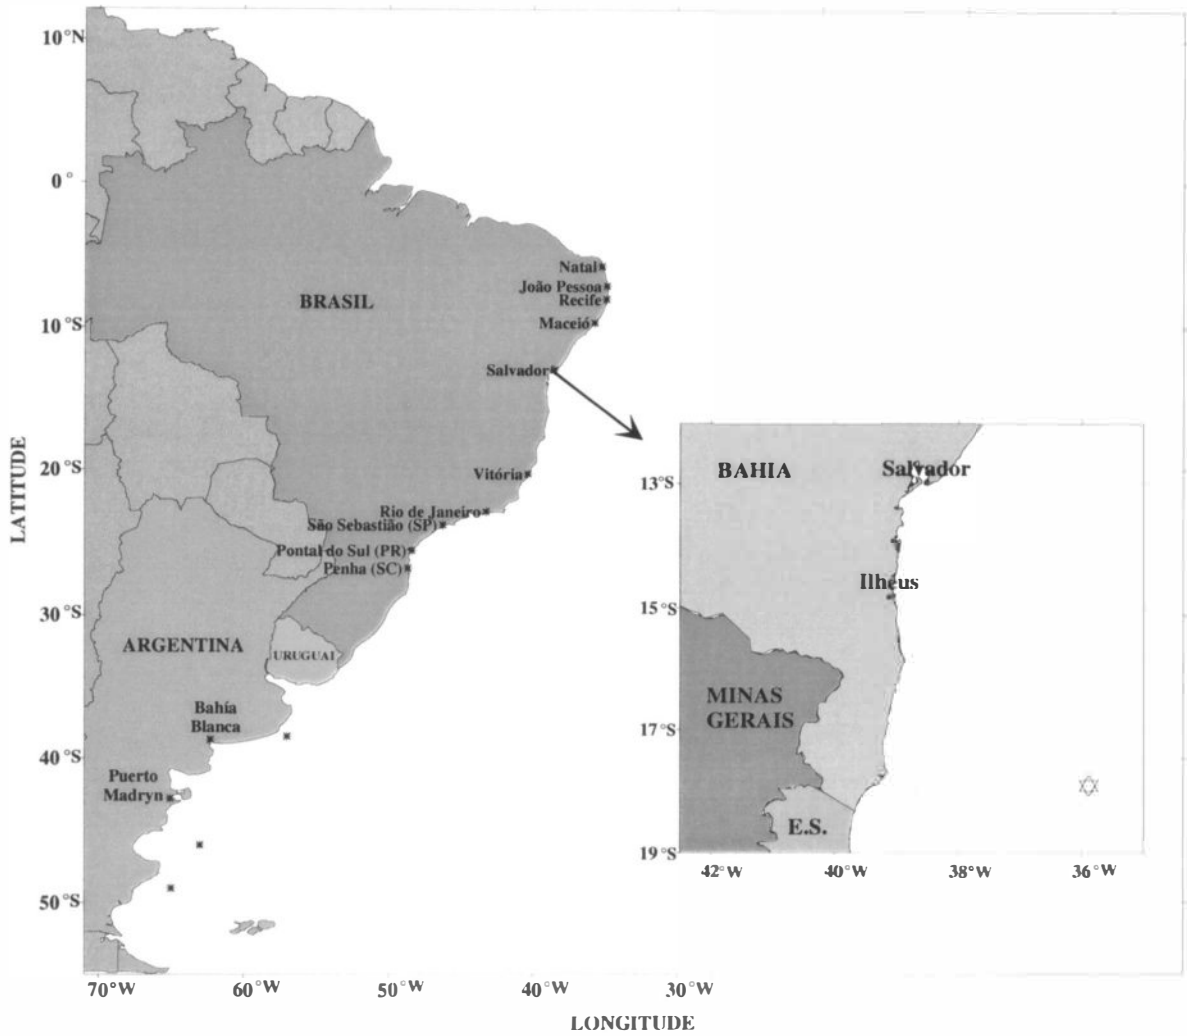 10°N
0°
10°S
20°S
30°S
40°S
50°S
LATITUDE
BRASIL
Natal
João Pessoa
Recife
Maceió
Salvador
Vitória
Rio de Janeiro
São Sebastião (SP)
Pontal do Sul (PR)
Penha (SC)
ARGENTINA
URUGUAI
Bahía
Blanca
Puerto
Madryn
70°W
60°W
50°W
40°W
30°W
LONGITUDE
BAHIA
Salvador
Ilheus
MINAS
GERAIS
E.S.
13°S
15°S
17°S
19°S
42°W
40°W
38°W
36°W